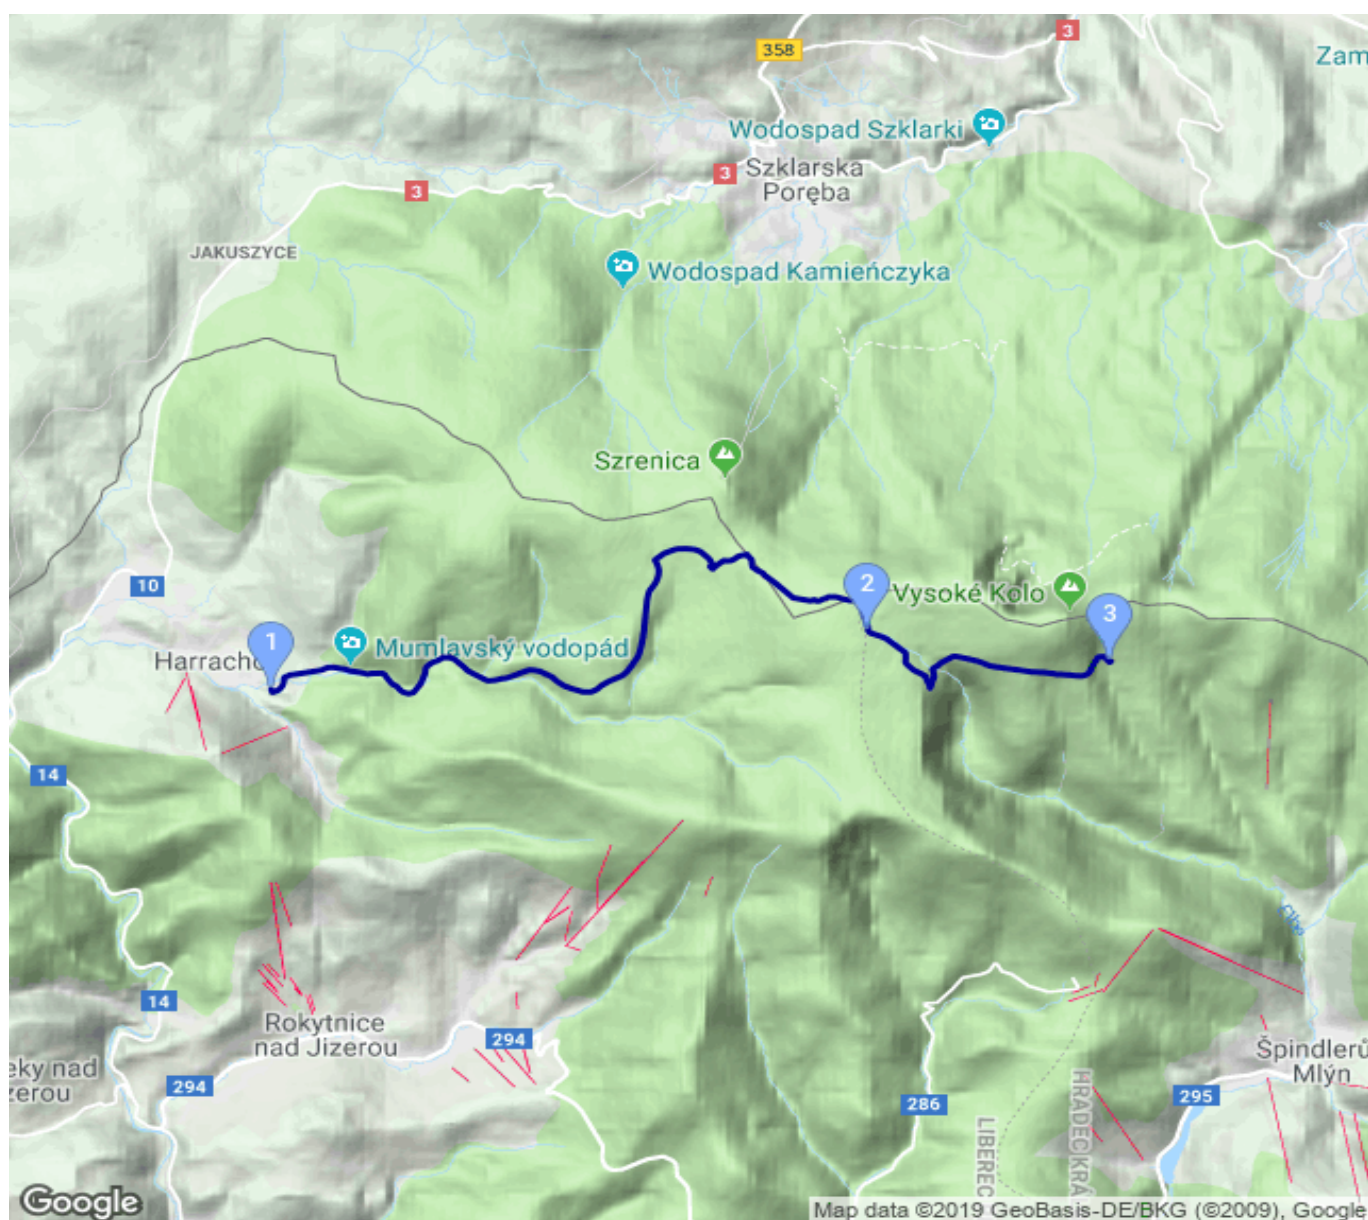 3
358
Zam
Wodospad Szklarki
3
Szklarska
Poręba
3
JAKUSZYCE
Wodospad Kamieńczyka
Szrenica
10
2
Vysoké Kolo
3
1
Mumlavský vodopád
Harracho
14
Elbe
14
Rokytnice
nad Jizerou
294
eky nad
zerou
294
Špindlerů
Mlýn
286
295
HRADEC KRÁ
LIBEREC
Google
Map data ©2019 GeoBasis-DE/BKG (©2009), Google